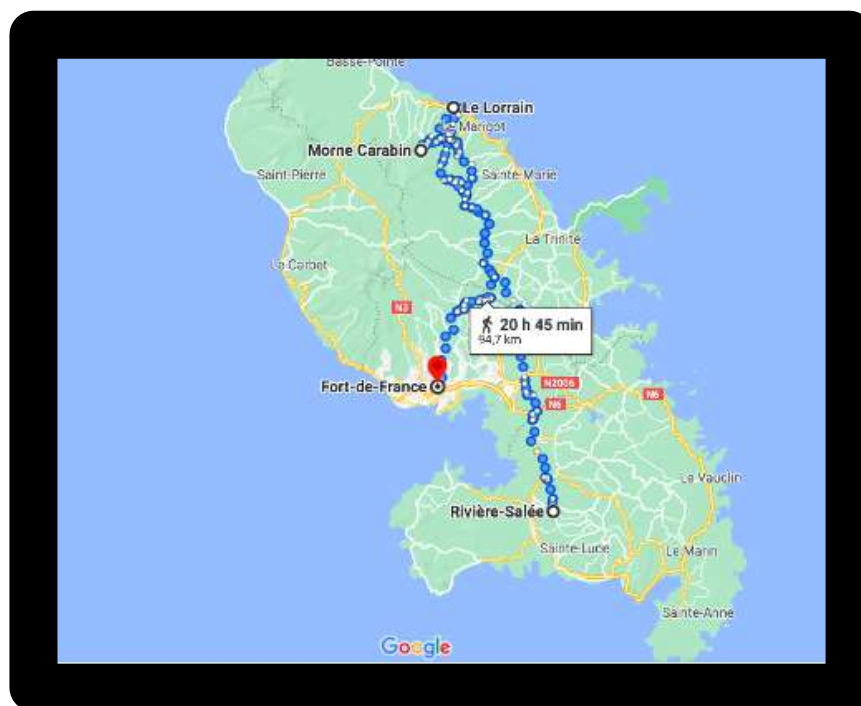 Basse-Pointe
Le Lorrain
Le Marigot
Morne Carabin
Saint-Pierre
Sainte-Marie
La Trinité
Le Carbet
N3
20 h 45 min
94,7 km
Fort-de-France
N2006
N6
N6
Le Vauclin
Rivière-Salée
Sainte-Luce
Le Marin
Sainte-Anne
Google